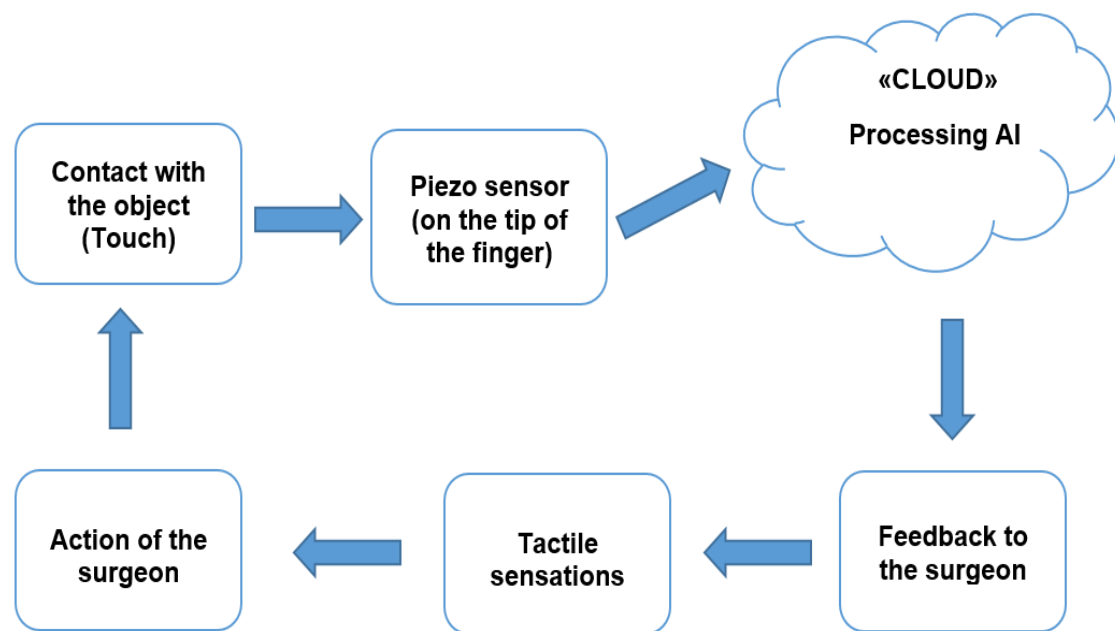 Contact with
the object
(Touch)
Piezo sensor
(on the tip of
the finger)
«CLOUD»
Processing AI
Action of the
surgeon
Tactile
sensations
Feedback to
the surgeon